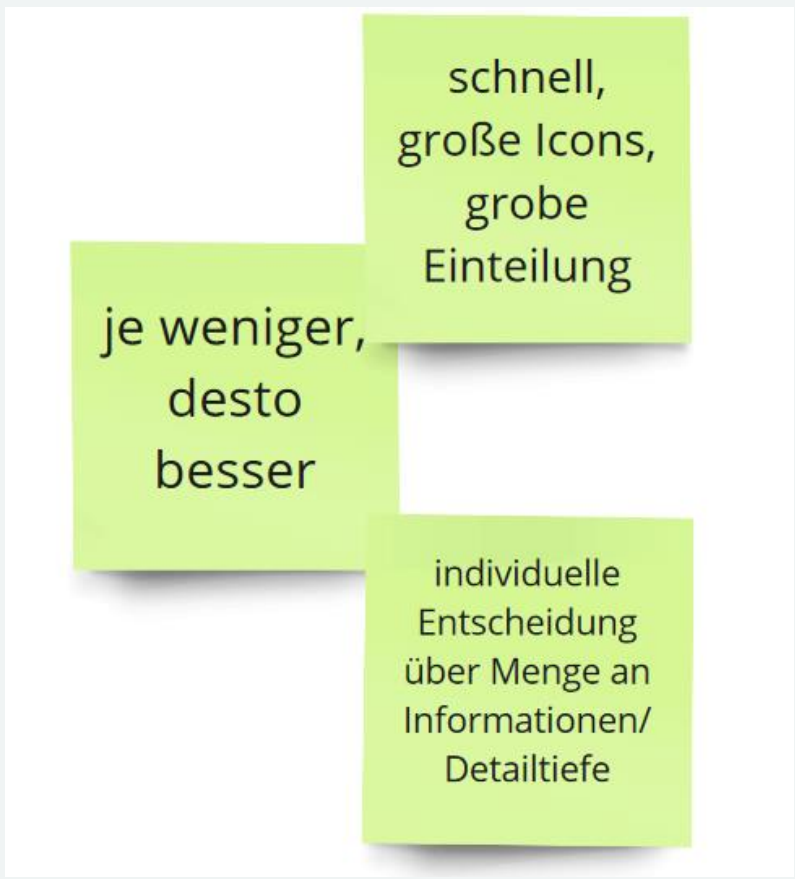 schnell,
große Icons,
grobe
Einteilung
je weniger,
desto
besser
individuelle
Entscheidung
über Menge an
Informationen/
Detailtiefe